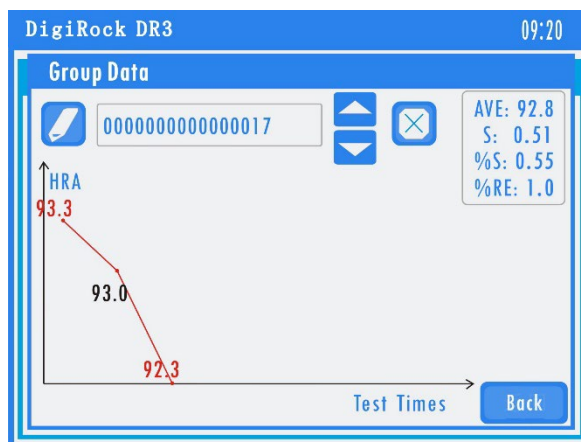 DigiRock DR3 09:20
Group Data
0000000000000017
AVE: 92.8
S: 0.51
%S: 0.55
%RE: 1.0
HRA
93.3
93.0
92.3
Test Times
Back